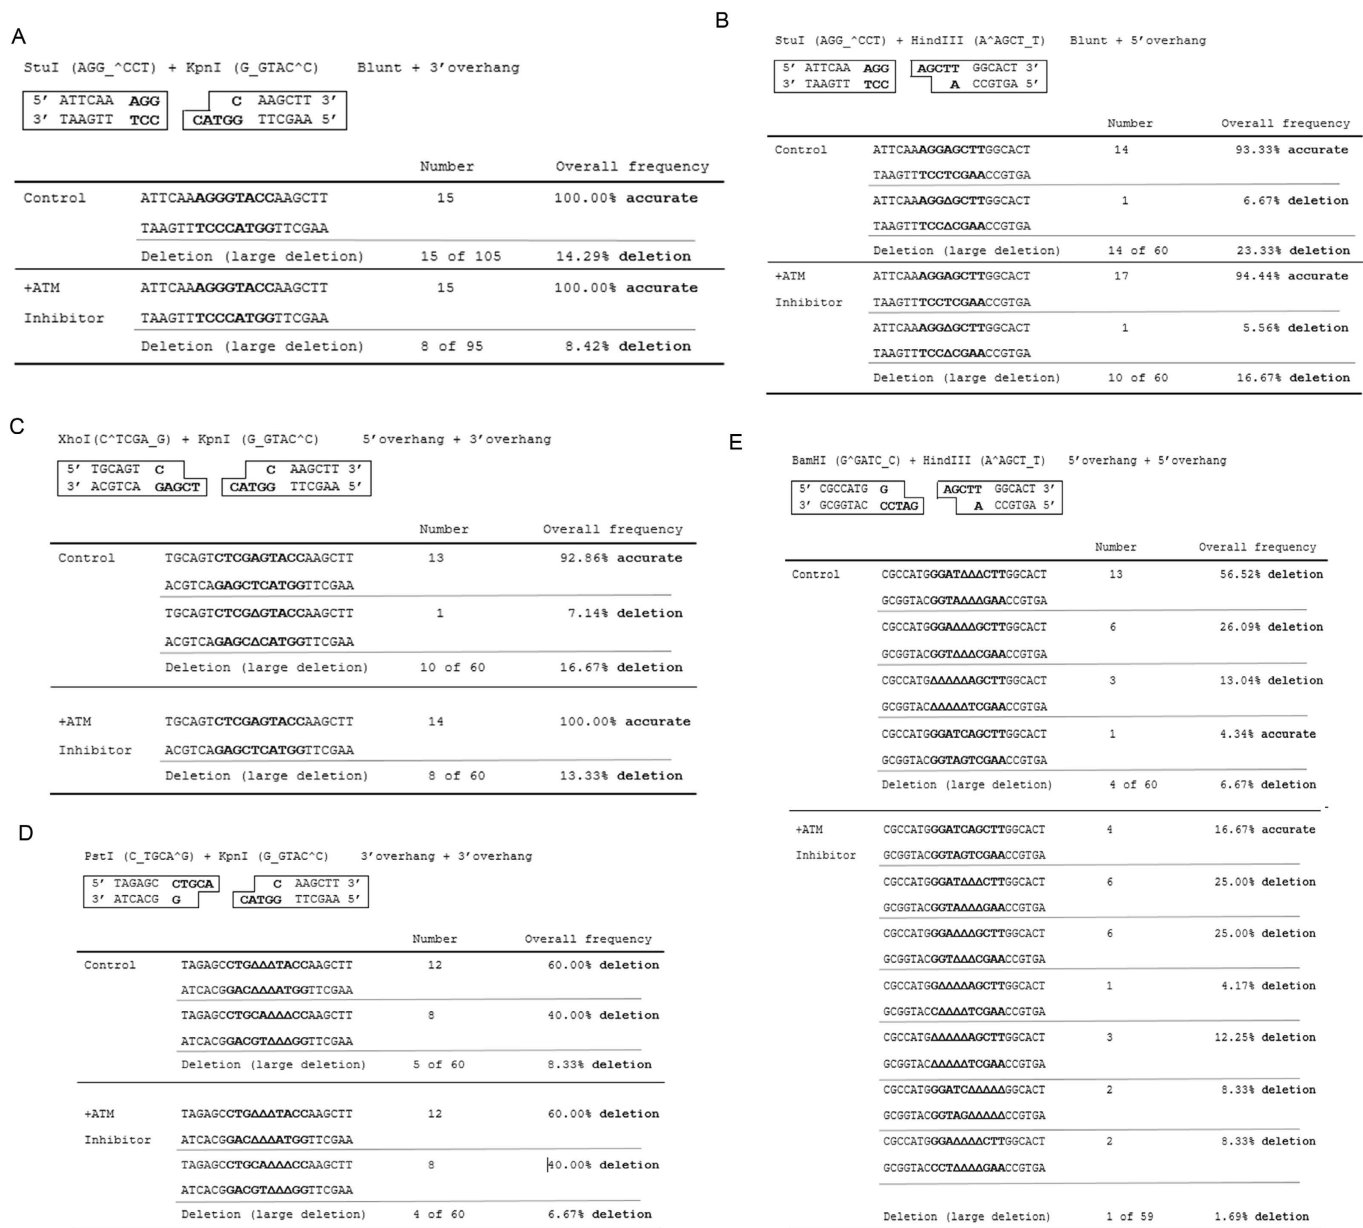 A
StuI (AGG_^CCT) + KpnI (G_GTAC^C) Blunt + 3’overhang
5’ ATTCAA AGG C AAGCTT 3’
3’ TAAGTT TCC CATGG TTCGAA 5’
Number Overall frequency
Control ATTCAAAGGGTACCAAGCTT 15 100.00% accurate
TAAGTTTCCCATGGTTCGAA
Deletion (large deletion) 15 of 105 14.29% deletion
+ATM ATTCAAAGGGTACCAAGCTT 15 100.00% accurate
Inhibitor TAAGTTTCCCATGGTTCGAA
Deletion (large deletion) 8 of 95 8.42% deletion
B
StuI (AGG_^CCT) + HindIII (A^AGCT_T) Blunt + 5’overhang
5’ ATTCAA AGG AGCTT GGCACT 3’
3’ TAAGTT TCC A CCGTGA 5’
Number Overall frequency
Control ATTCAAAGGAGCTTGGCACT 14 93.33% accurate
TAAGTTTCCTCGAACCGTGA
ATTCAAAGGΔGCTTGGCACT 1 6.67% deletion
TAAGTTTCCΔCGAACCGTGA
Deletion (large deletion) 14 of 60 23.33% deletion
+ATM ATTCAAAGGAGCTTGGCACT 17 94.44% accurate
Inhibitor TAAGTTTCCTCGAACCGTGA
ATTCAAAGGΔGCTTGGCACT 1 5.56% deletion
TAAGTTTCCΔCGAACCGTGA
Deletion (large deletion) 10 of 60 16.67% deletion
C
XhoI(C^TCGA_G) + KpnI (G_GTAC^C) 5’overhang + 3’overhang
5’ TGCAGT C C AAGCTT 3’
3’ ACGTCA GAGCT CATGG TTCGAA 5’
Number Overall frequency
Control TGCAGTCTCGAGTACCAAGCTT 13 92.86% accurate
ACGTCAGAGCTCATGGTTCGAA
TGCAGTCTCGΔGTACCAAGCTT 1 7.14% deletion
ACGTCAGAGCΔCATGGTTCGAA
Deletion (large deletion) 10 of 60 16.67% deletion
+ATM TGCAGTCTCGAGTACCAAGCTT 14 100.00% accurate
Inhibitor ACGTCAGAGCTCATGGTTCGAA
Deletion (large deletion) 8 of 60 13.33% deletion
D
PstI (C_TGCA^G) + KpnI (G_GTAC^C) 3’overhang + 3’overhang
5’ TAGAGC CTGCA C AAGCTT 3’
3’ ATCACG G CATGG TTCGAA 5’
Number Overall frequency
Control TAGAGCCTGΔΔΔTACCAAGCTT 12 60.00% deletion
ATCACGGACΔΔΔATGGTTCGAA
TAGAGCCTGCAΔΔΔCCAAGCTT 8 40.00% deletion
ATCACGGACGTΔΔΔGGTTCGAA
Deletion (large deletion) 5 of 60 8.33% deletion
+ATM TAGAGCCTGΔΔΔTACCAAGCTT 12 60.00% deletion
Inhibitor ATCACGGACΔΔΔATGGTTCGAA
TAGAGCCTGCAΔΔΔCCAAGCTT 8 40.00% deletion
ATCACGGACGTΔΔΔGGTTCGAA
Deletion (large deletion) 4 of 60 6.67% deletion
E
BamHI (G^GATC_C) + HindIII (A^AGCT_T) 5’overhang + 5’overhang
5’ CGCCATG G AGCTT GGCACT 3’
3’ GCGGTAC CCTAG A CCGTGA 5’
Number Overall frequency
Control CGCCATGGGATΔΔΔCTTGGCACT 13 56.52% deletion
GCGGTACGGTAΔΔΔGAACCGTGA
CGCCATGGGAΔΔΔGCTTGGCACT 6 26.09% deletion
GCGGTACGGTΔΔΔCGAACCGTGA
CGCCATGΔΔΔΔΔAGCTTGGCACT 3 13.04% deletion
GCGGTACΔΔΔΔΔTCGAACCGTGA
CGCCATGGGATCAGCTTGGCACT 1 4.34% accurate
GCGGTACGGTAGTCGAACCGTGA
Deletion (large deletion) 4 of 60 6.67% deletion
+ATM CGCCATGGGATCAGCTTGGCACT 4 16.67% accurate
Inhibitor GCGGTACGGTAGTCGAACCGTGA
CGCCATGGGATΔΔΔCTTGGCACT 6 25.00% deletion
GCGGTACGGTAΔΔΔGAACCGTGA
CGCCATGGGAΔΔΔGCTTGGCACT 6 25.00% deletion
GCGGTACGGTΔΔΔCGAACCGTGA
CGCCATGGΔΔΔΔAGCTTGGCACT 1 4.17% deletion
GCGGTACCΔΔΔΔTCGAACCGTGA
CGCCATGΔΔΔΔΔAGCTTGGCACT 3 12.25% deletion
GCGGTACΔΔΔΔΔTCGAACCGTGA
CGCCATGGGATCΔΔΔΔΔGGCACT 2 8.33% deletion
GCGGTACGGTAGΔΔΔΔΔCCGTGA
CGCCATGGGAΔΔΔΔCTTGGCACT 2 8.33% deletion
GCGGTACCCTΔΔΔΔGAACCGTGA
Deletion (large deletion) 1 of 59 1.69% deletion